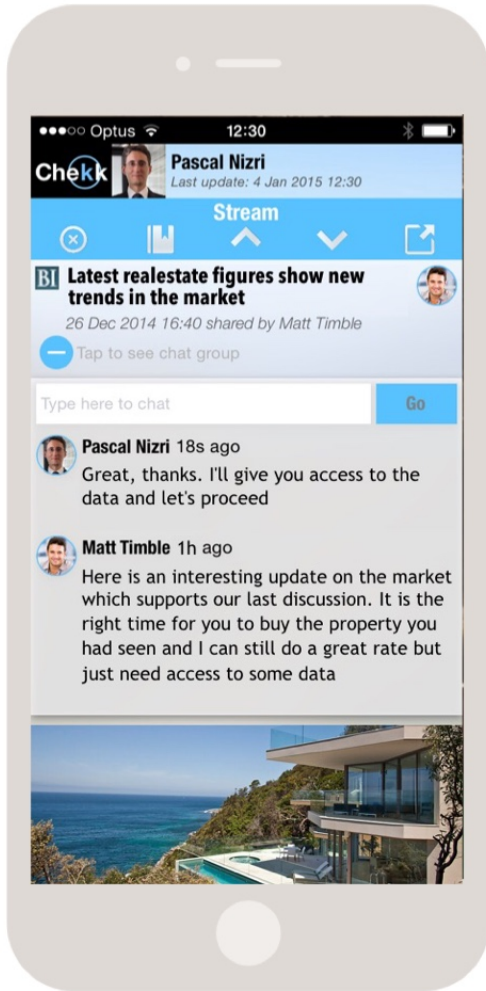 Optus 12:30
Chekk
Pascal Nizri
Last update: 4 Jan 2015 12:30
Stream
BI Latest realestate figures show new
trends in the market
26 Dec 2014 16:40 shared by Matt Timble
Tap to see chat group
Type here to chat Go
Pascal Nizri 18s ago
Great, thanks. I'll give you access to the
data and let's proceed
Matt Timble 1h ago
Here is an interesting update on the market
which supports our last discussion. It is the
right time for you to buy the property you
had seen and I can still do a great rate but
just need access to some data